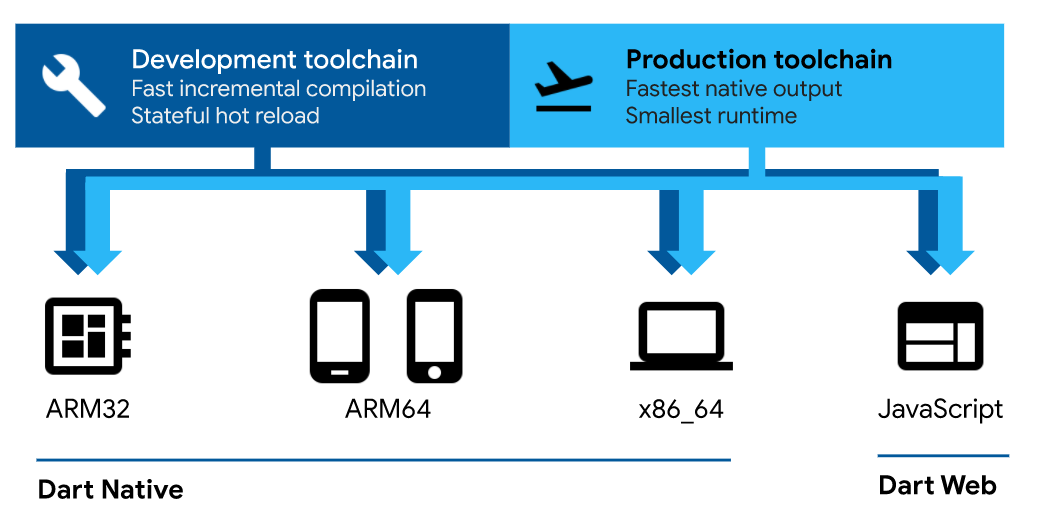 Development toolchain
Fast incremental compilation
Stateful hot reload
Production toolchain
Fastest native output
Smallest runtime
ARM32
ARM64
x86_64
JavaScript
Dart Native
Dart Web